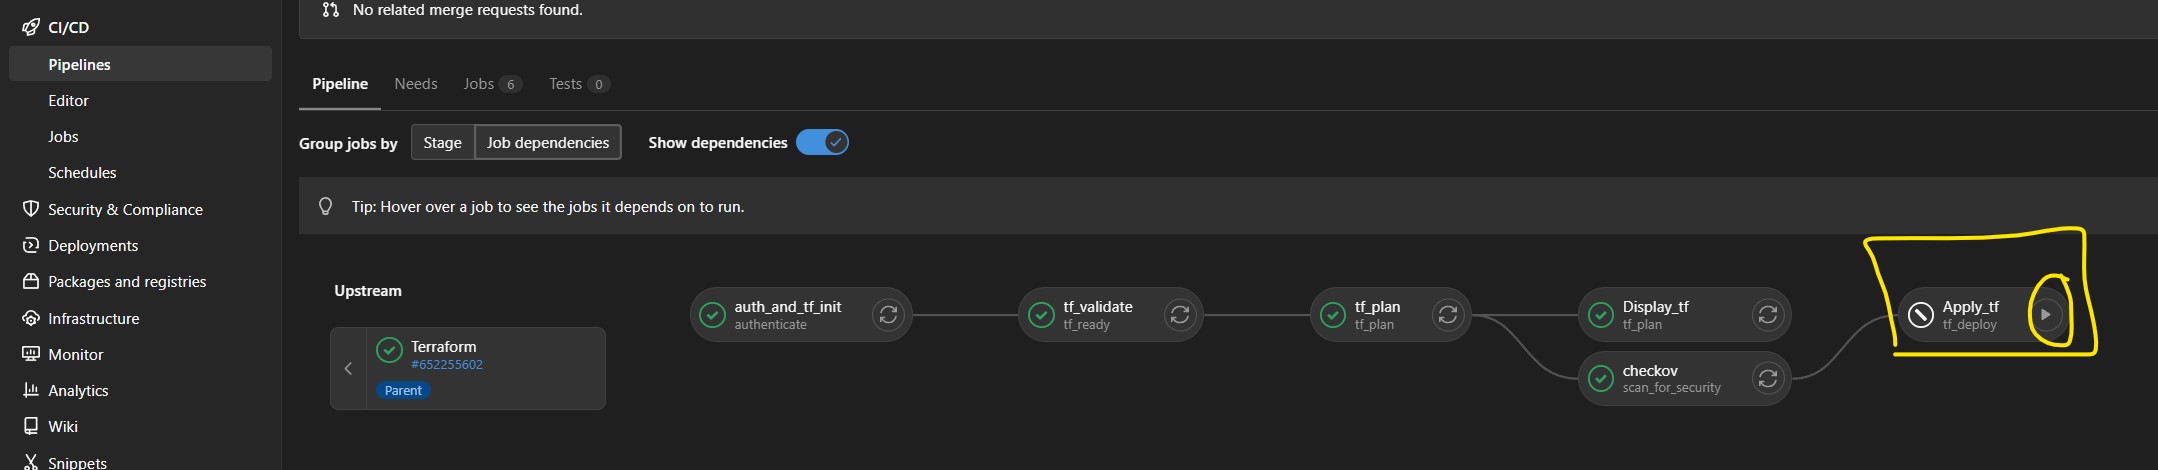 No related merge requests found.
CI/CD
Pipelines
Editor
Jobs
Schedules
Security & Compliance
Deployments
Packages and registries
Infrastructure
Monitor
Analytics
Wiki
Snippets
Pipeline Needs Jobs 6 Tests 0
Group jobs by Stage Job dependencies Show dependencies
Tip: Hover over a job to see the jobs it depends on to run.
Upstream
Terraform
#652255602
Parent
auth_and_tf_init
authenticate
tf_validate
tf_ready
tf_plan
tf_plan
Display_tf
tf_plan
checkov
scan_for_security
Apply_tf
tf_deploy